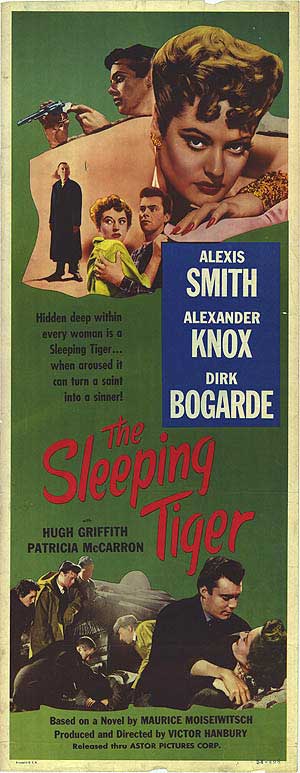 ALEXIS
SMITH
ALEXANDER
KNOX
DIRK
BOGARDE
Hidden deep within
every woman is a
Sleeping Tiger...
when aroused it
can turn a saint
into a sinner!
The
Sleeping
Tiger
with
HUGH GRIFFITH
PATRICIA McCARRON
Based on a Novel by MAURICE MOISEIWITSCH
Produced and Directed by VICTOR HANBURY
Released thru ASTOR PICTURES CORP.